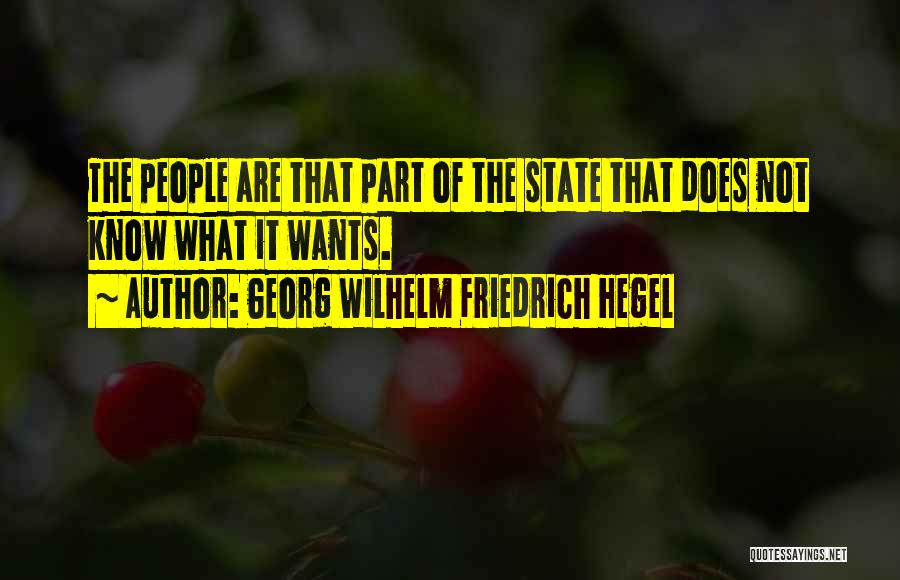 THE PEOPLE ARE THAT PART OF THE STATE THAT DOES NOT
KNOW WHAT IT WANTS.
~ AUTHOR: GEORG WILHELM FRIEDRICH HEGEL
QUOTESSAYINGS.NET